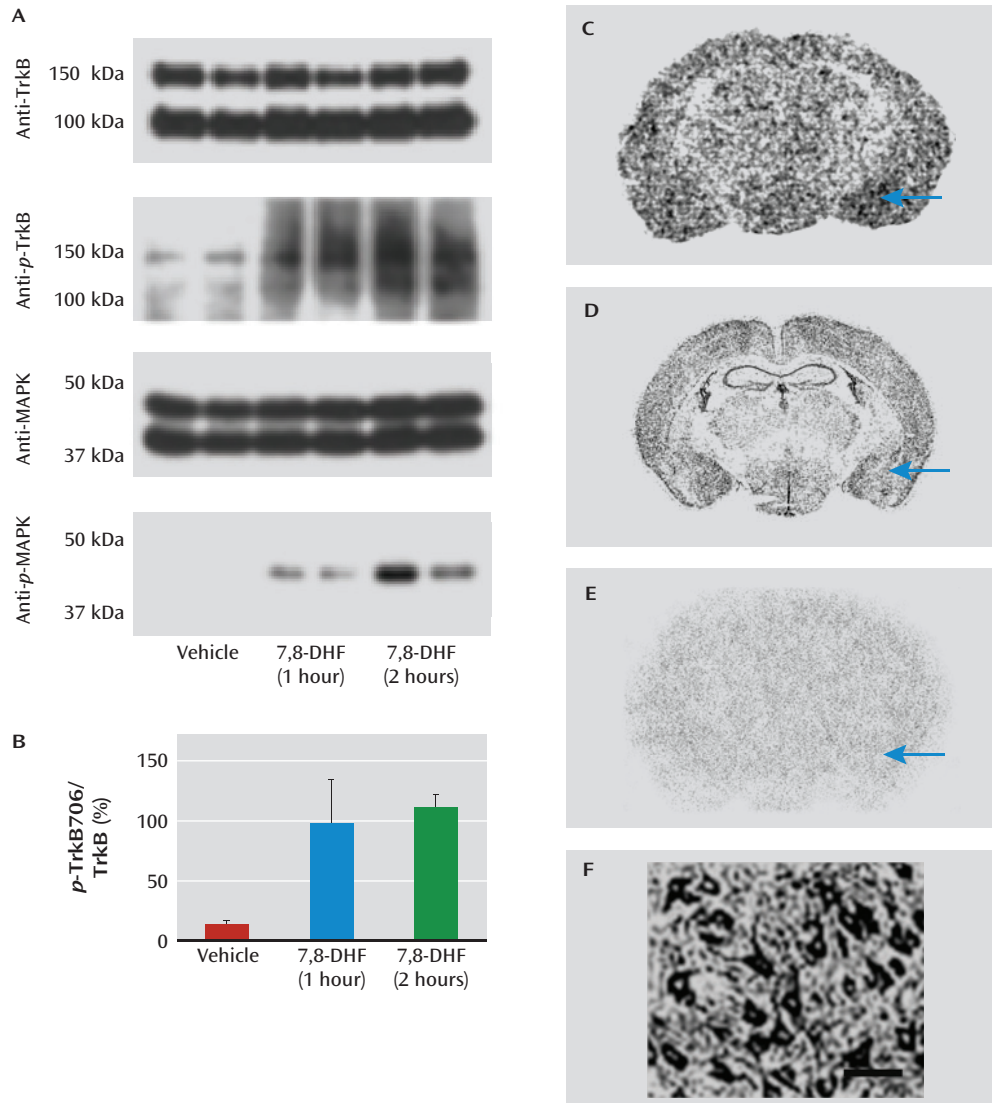 A
Anti-TrkB
150 kDa
100 kDa
Anti-p-TrkB
150 kDa
100 kDa
Anti-MAPK
50 kDa
37 kDa
Anti-p-MAPK
50 kDa
37 kDa
Vehicle
7,8-DHF
(1 hour)
7,8-DHF
(2 hours)
B
p-TrkB706/
TrkB (%)
150
100
50
0
Vehicle
7,8-DHF
(1 hour)
7,8-DHF
(2 hours)
C
D
E
F